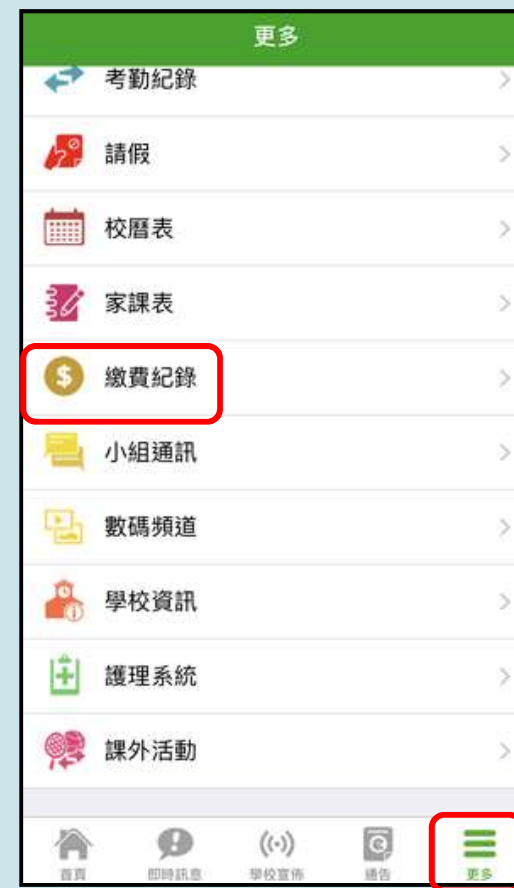 更多
考勤紀錄
請假
校曆表
家課表
繳費紀錄
小組通訊
數碼頻道
學校資訊
護理系統
課外活動
首頁 即時訊息 學校宣佈 通告 更多